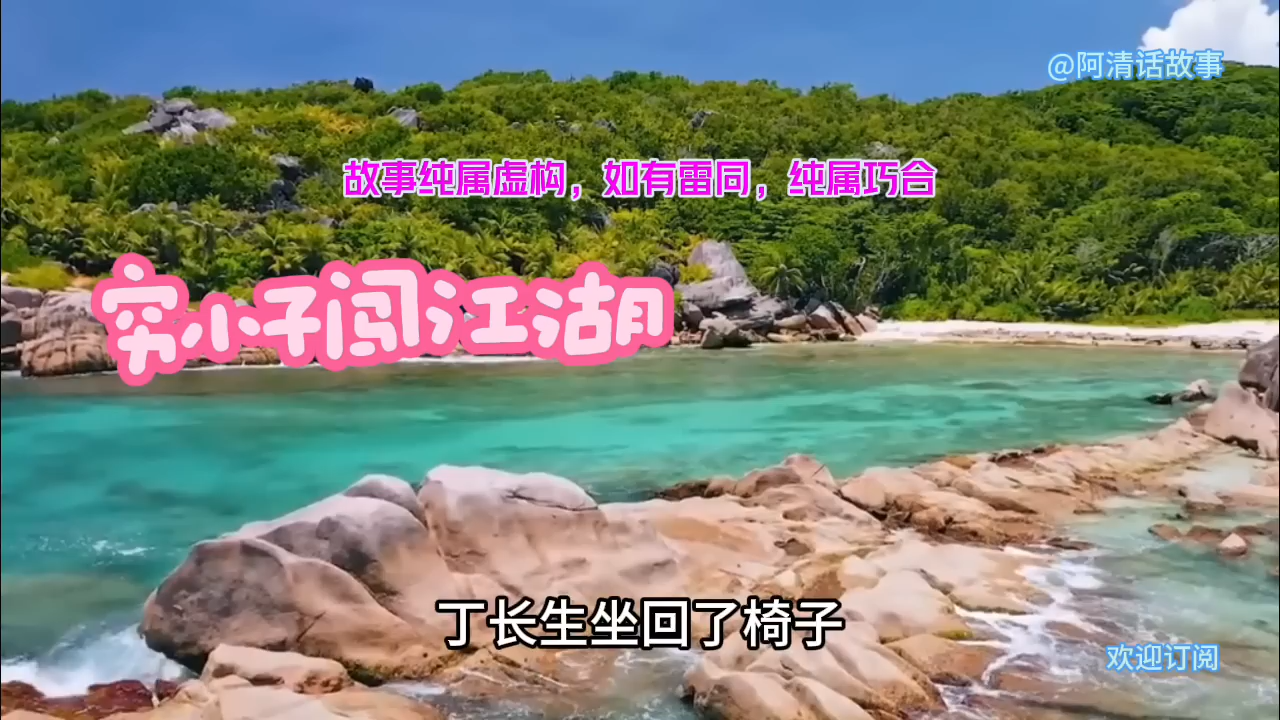 @阿清话故事
故事纯属虚构，如有雷同，纯属巧合
穷小子闯江湖
丁长生坐回了椅子
欢迎订阅